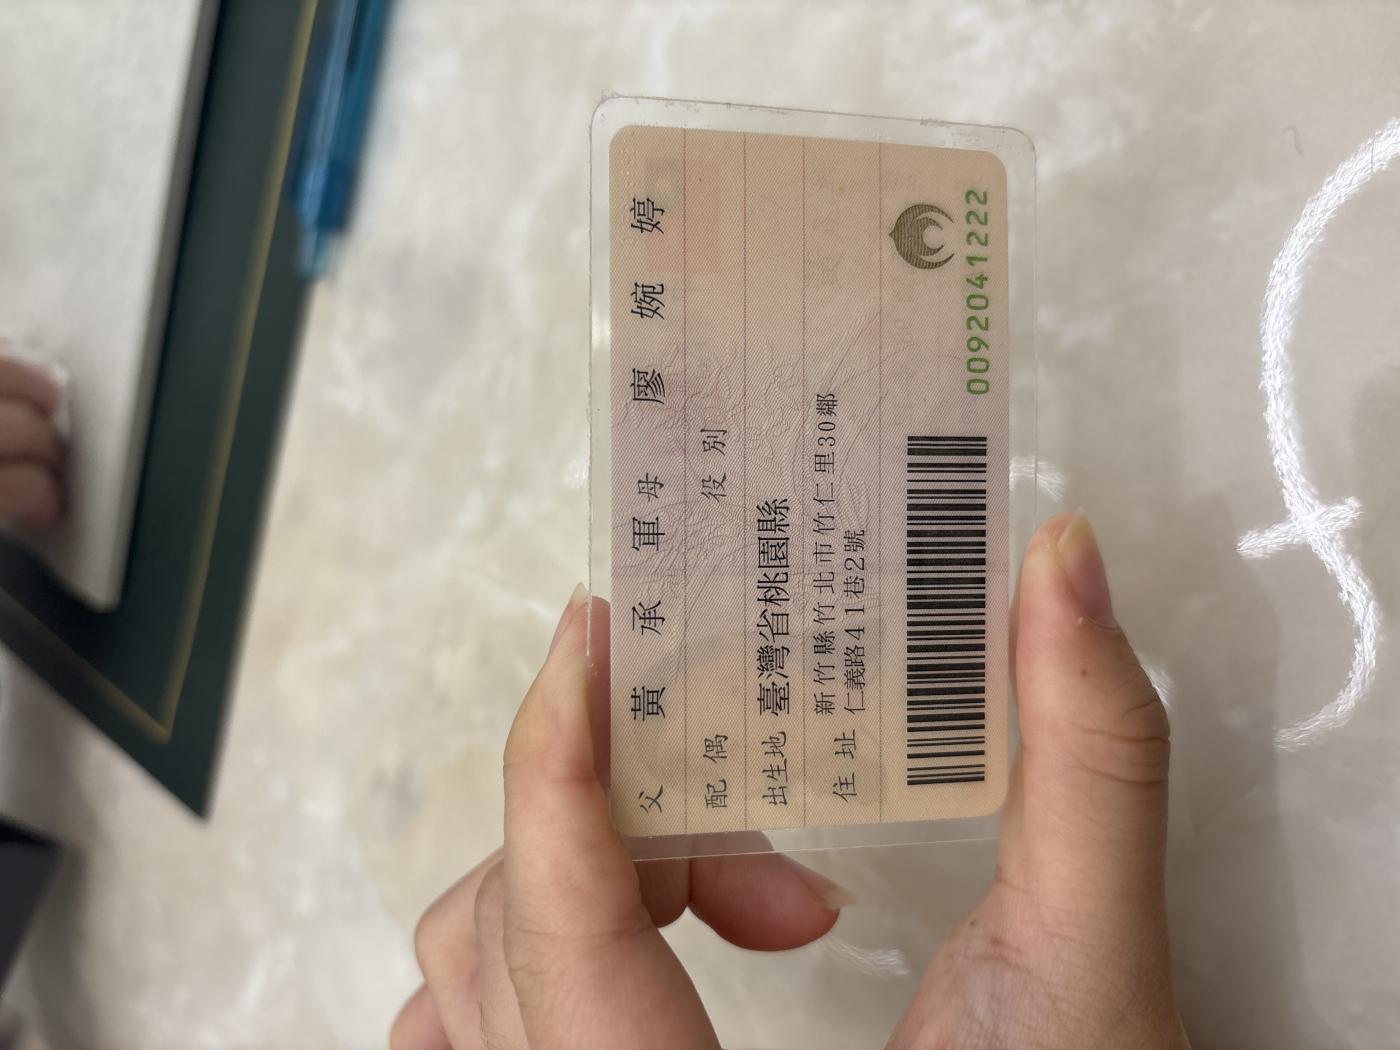 父 黃承軍 母 廖婉婷
配偶 役別
出生地 臺灣省桃園縣
住址 新竹縣竹北市竹仁里30鄰
仁義路41巷2號
0092041222